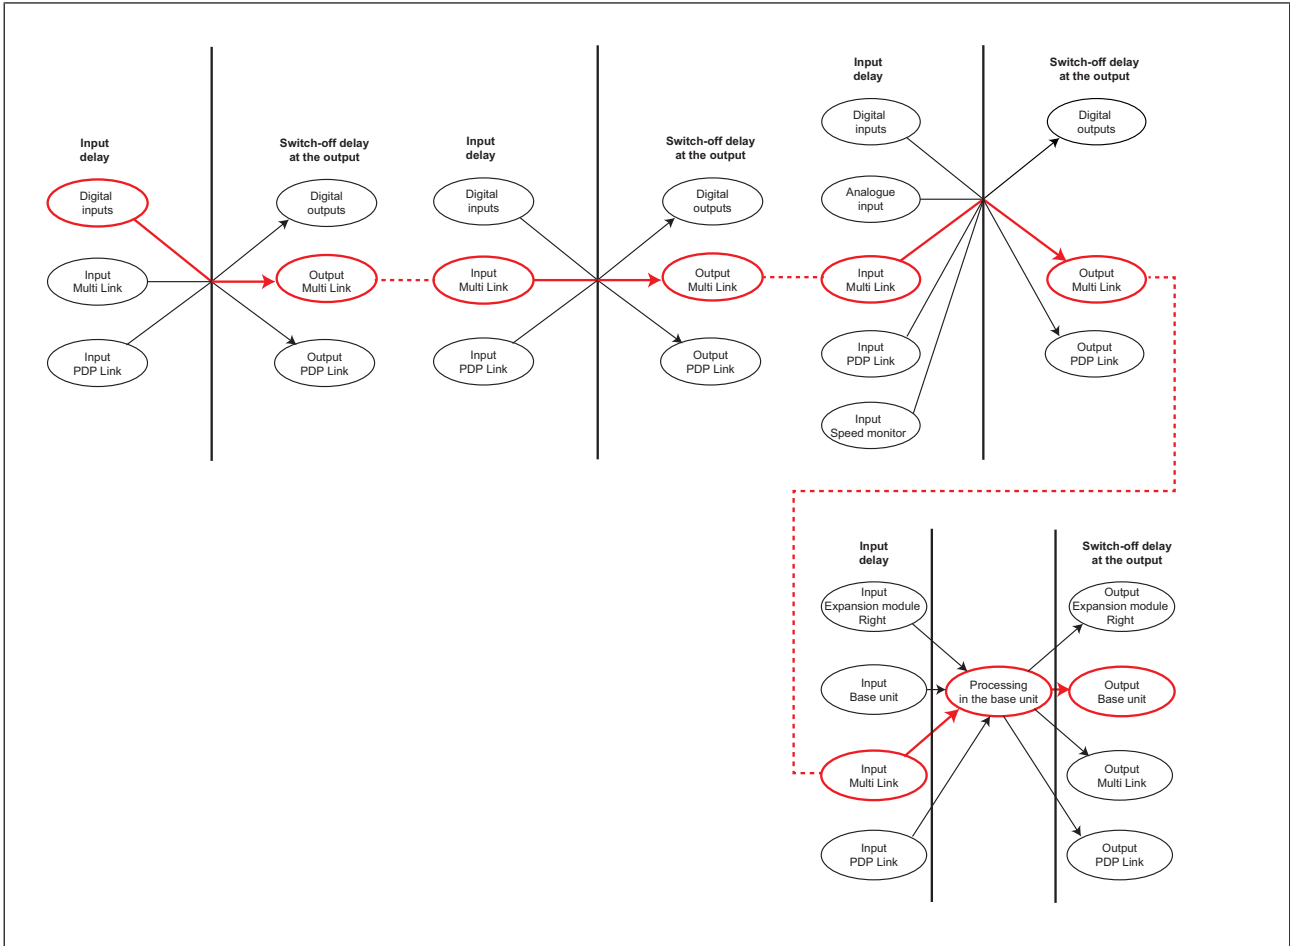 Input
delay
Switch-off delay
at the output
Digital
inputs
Digital
outputs
Input
Multi Link
Output
Multi Link
Input
PDP Link
Output
PDP Link
Input
delay
Switch-off delay
at the output
Digital
inputs
Digital
outputs
Input
Multi Link
Output
Multi Link
Input
PDP Link
Output
PDP Link
Input
delay
Switch-off delay
at the output
Digital
inputs
Digital
outputs
Analogue
input
Input
Multi Link
Output
Multi Link
Input
PDP Link
Output
PDP Link
Input
Speed monitor
Input
delay
Switch-off delay
at the output
Input
Expansion module
Right
Output
Expansion module
Right
Input
Base unit
Processing
in the base unit
Output
Base unit
Input
Multi Link
Output
Multi Link
Input
PDP Link
Output
PDP Link